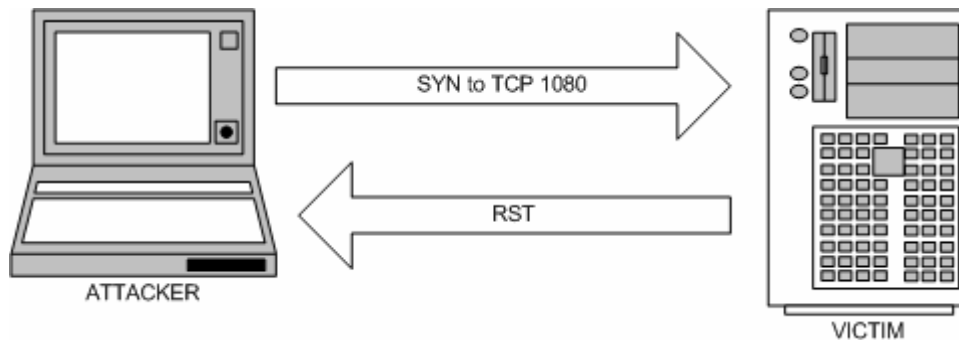 SYN to TCP 1080
RST
ATTACKER
VICTIM